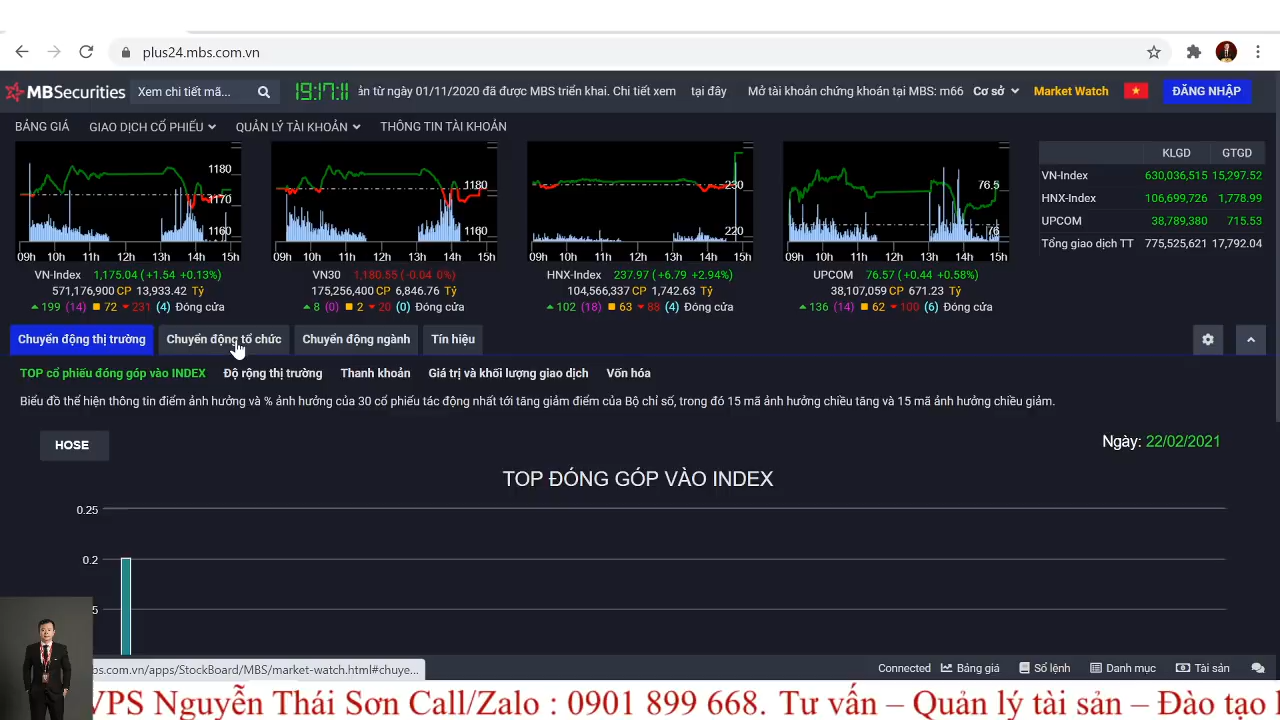 plus24.mbs.com.vn
MBSecurities Xem chi tiết mã... 19:17:11 ản từ ngày 01/11/2020 đã được MBS triển khai. Chi tiết xem tại đây Mở tài khoản chứng khoán tại MBS: m66 Cơ sở Market Watch ĐĂNG NHẬP
BẢNG GIÁ GIAO DỊCH CỔ PHIẾU QUẢN LÝ TÀI KHOẢN THÔNG TIN TÀI KHOẢN
1180
1170
1160
09h 10h 11h 12h 13h 14h 15h
VN-Index 1,175.04 ( +1.54 +0.13%)
571,176,900 CP 13,933.42 Tỷ
199 (14) 72 231 (4) Đóng cửa
1180
1160
09h 10h 11h 12h 13h 14h 15h
VN30 1,180.55 ( -0.04 0%)
175,256,400 CP 6,846.76 Tỷ
8 (0) 2 20 (0) Đóng cửa
230
220
09h 10h 11h 12h 13h 14h 15h
HNX-Index 237.97 ( +6.79 +2.94%)
104,566,337 CP 1,742.63 Tỷ
102 (18) 63 88 (4) Đóng cửa
76.5
76
09h 10h 11h 12h 13h 14h 15h
UPCOM 76.57 ( +0.44 +0.58%)
38,107,059 CP 671.23 Tỷ
136 (14) 62 100 (6) Đóng cửa
KLGD GTGD
VN-Index 630,036,515 15,297.52
HNX-Index 106,699,726 1,778.99
UPCOM 38,789,380 715.53
Tổng giao dịch TT 775,525,621 17,792.04
Chuyển động thị trường Chuyển động tổ chức Chuyển động ngành Tín hiệu
TOP cổ phiếu đóng góp vào INDEX Độ rộng thị trường Thanh khoản Giá trị và khối lượng giao dịch Vốn hóa
Biểu đồ thể hiện thông tin điểm ảnh hưởng và % ảnh hưởng của 30 cổ phiếu tác động nhất tới tăng giảm điểm của Bộ chỉ số, trong đó 15 mã ảnh hưởng chiều tăng và 15 mã ảnh hưởng chiều giảm.
HOSE
Ngày: 22/02/2021
TOP ĐÓNG GÓP VÀO INDEX
0.25
0.2
5
bs.com.vn/apps/StockBoard/MBS/market-watch.html#chuye...
Connected Bảng giá Sổ lệnh Danh mục Tài sản
VPS Nguyễn Thái Sơn Call/Zalo : 0901 899 668. Tư vấn – Quản lý tài sản – Đào tạo